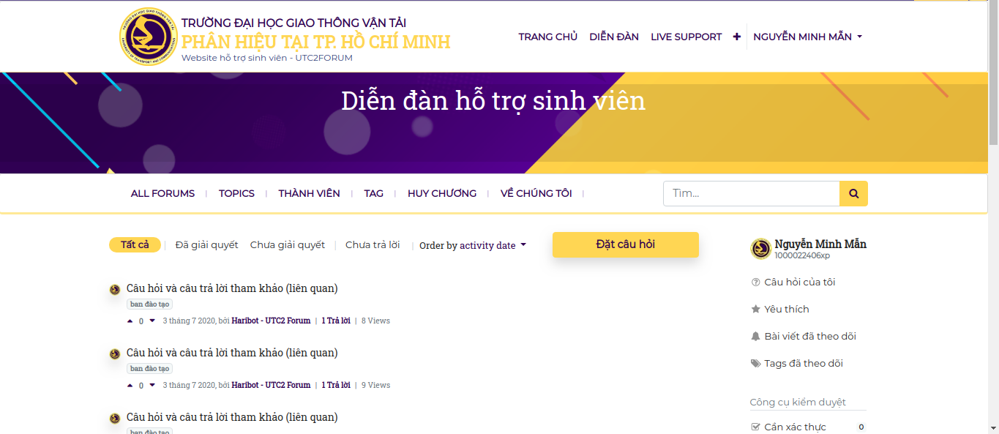 TRƯỜNG ĐẠI HỌC GIAO THÔNG VẬN TẢI
PHÂN HIỆU TẠI TP. HỒ CHÍ MINH
Website hỗ trợ sinh viên - UTC2FORUM
TRANG CHỦ DIỄN ĐÀN LIVE SUPPORT + NGUYỄN MINH MẪN
Diễn đàn hỗ trợ sinh viên
ALL FORUMS | TOPICS | THÀNH VIÊN | TAG | HUY CHƯƠNG | VỀ CHÚNG TÔI |
Tìm...
Tất cả | Đã giải quyết Chưa giải quyết | Chưa trả lời | Order by activity date
Đặt câu hỏi
Câu hỏi và câu trả lời tham khảo (liên quan)
ban đào tạo
0 3 tháng 7 2020, bởi Haribot - UTC2 Forum | 1 Trả lời | 8 Views
Câu hỏi và câu trả lời tham khảo (liên quan)
ban đào tạo
0 3 tháng 7 2020, bởi Haribot - UTC2 Forum | 1 Trả lời | 9 Views
Câu hỏi và câu trả lời tham khảo (liên quan)
ban đào tạo
Nguyễn Minh Mẫn
1000022406xp
Câu hỏi của tôi
Yêu thích
Bài viết đã theo dõi
Tags đã theo dõi
Công cụ kiểm duyệt
Cần xác thực 0